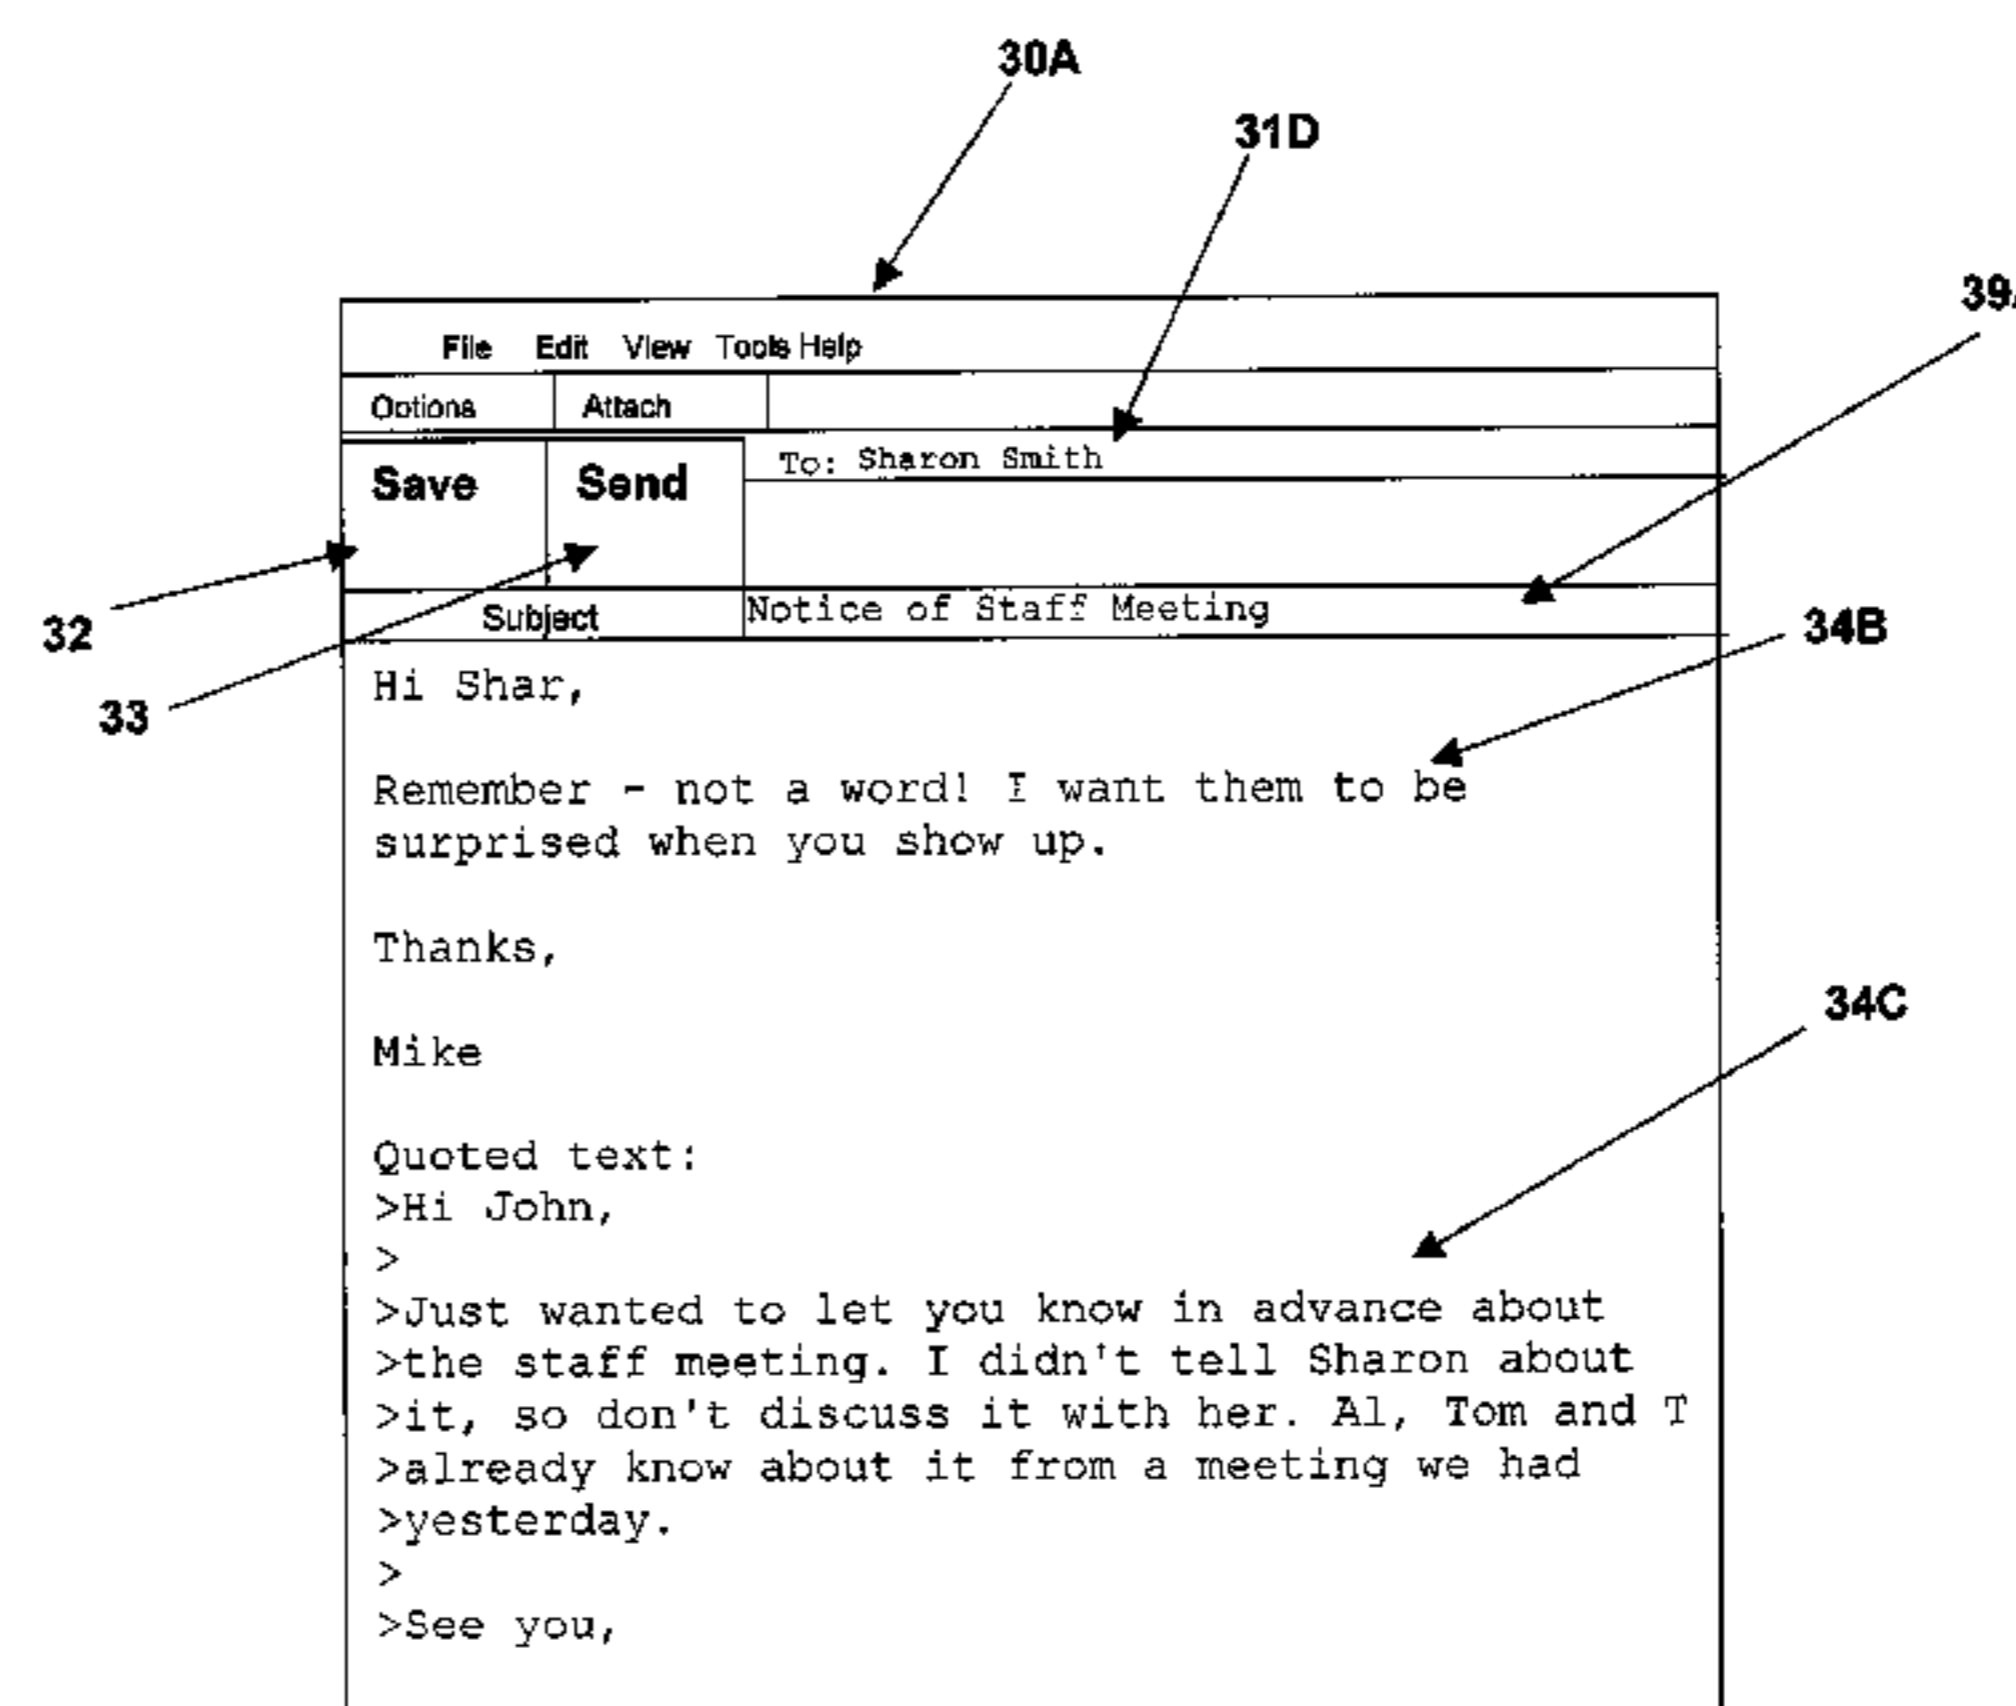 30A
31D
39
File Edit View Tools Help
Options Attach
Save Send To: Sharon Smith
32
Subject Notice of Staff Meeting
34B
33
Hi Shar,
Remember - not a word! I want them to be
surprised when you show up.
Thanks,
34C
Mike
Quoted text:
>Hi John,
>
>Just wanted to let you know in advance about
>the staff meeting. I didn't tell Sharon about
>it, so don't discuss it with her. Al, Tom and T
>already know about it from a meeting we had
>yesterday.
>
>See you,